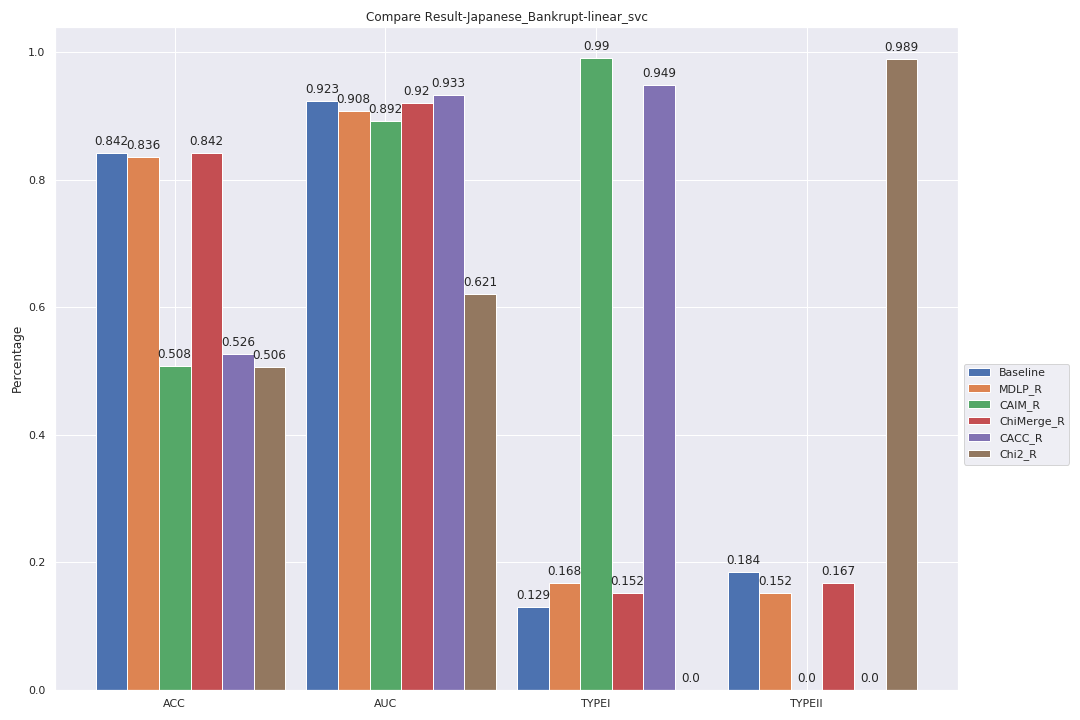 Compare Result-Japanese_Bankrupt-linear_svc
Percentage
1.0
0.8
0.6
0.4
0.2
0.0
0.842
0.836
0.508
0.842
0.526
0.506
0.923
0.908
0.892
0.92
0.933
0.621
0.129
0.168
0.99
0.152
0.949
0.0
0.184
0.152
0.0
0.167
0.0
0.989
ACC
AUC
TYPEI
TYPEII
Baseline
MDLP_R
CAIM_R
ChiMerge_R
CACC_R
Chi2_R